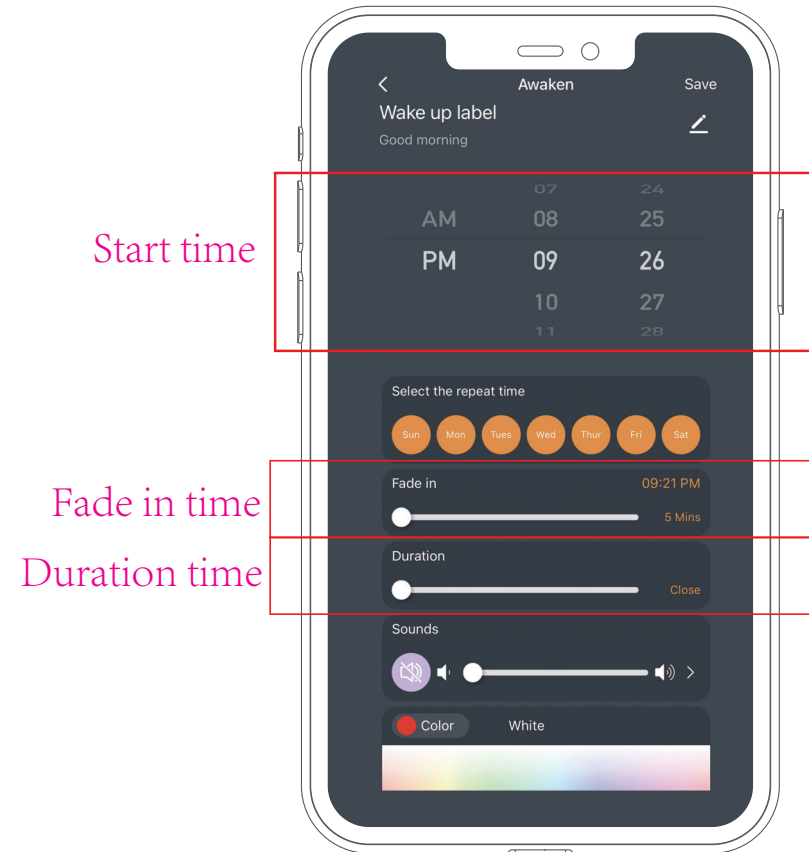 Awaken Save
Wake up label
Good morning
07 24
AM 08 25
Start time
PM 09 26
10 27
11 28
Select the repeat time
Sun Mon Tues Wed Thur Fri Sat
Fade in 09:21 PM
Fade in time
5 Mins
Duration
Duration time
Close
Sounds
Color White